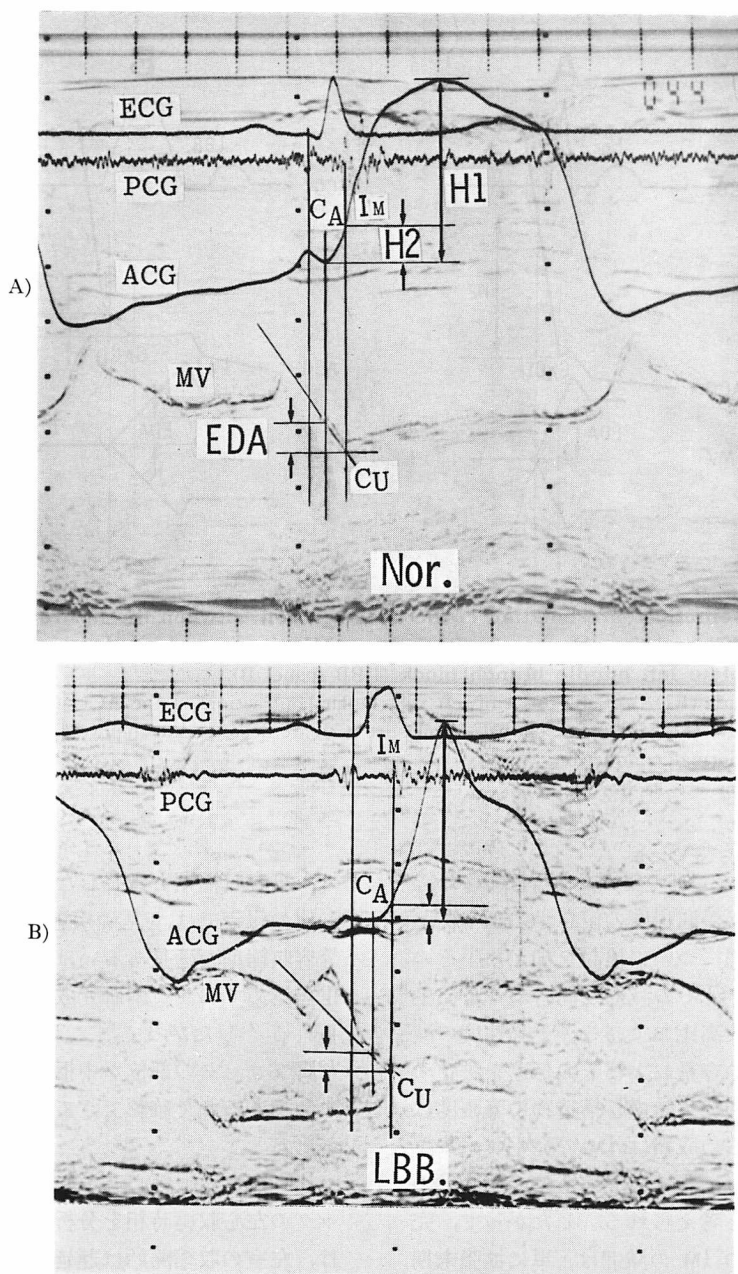 A)
044
ECG
PCG
H1
CA IM
H2
ACG
MV
EDA
CU
Nor.
B)
ECG
IM
PCG
CA
ACG
MV
CU
LBB.